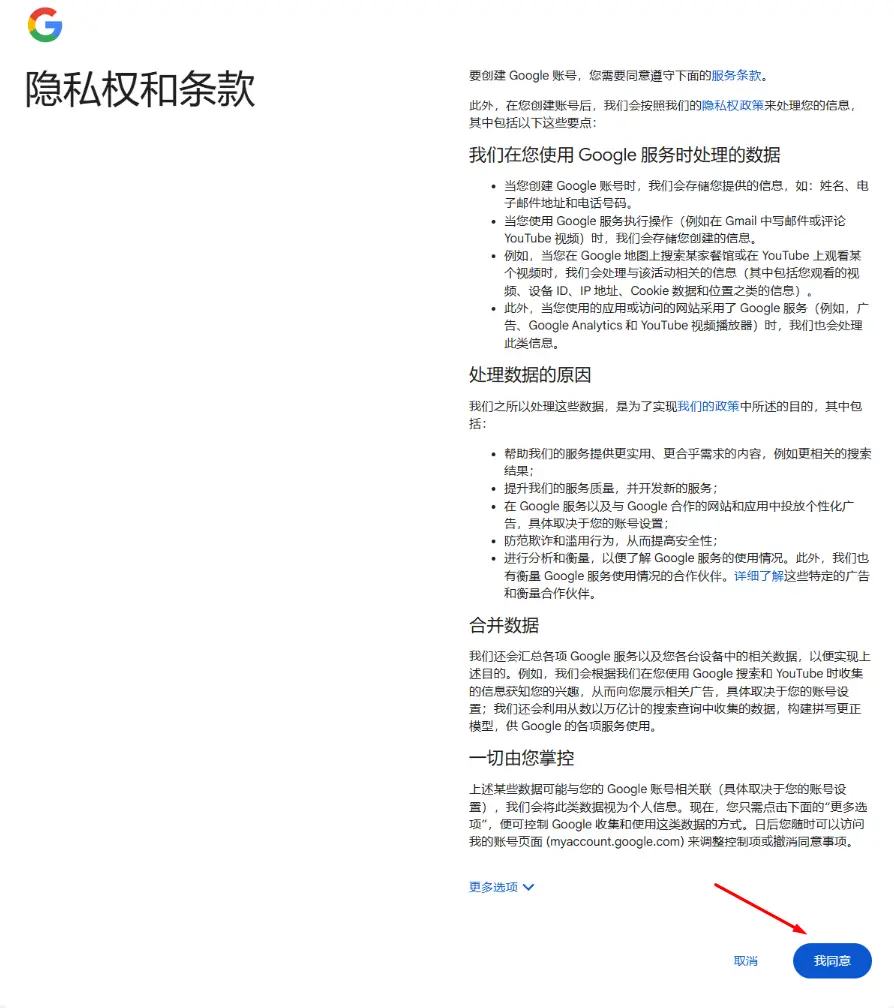 隐私权和条款
要创建 Google 账号，您需要同意遵守下面的服务条款。
此外，在您创建账号后，我们会按照我们的隐私权政策来处理您的信息，
其中包括以下这些要点：
我们在您使用 Google 服务时处理的数据
• 当您创建 Google 账号时，我们会存储您提供的信息，如：姓名、电
子邮件地址和电话号码。
• 当您使用 Google 服务执行操作（例如在 Gmail 中写邮件或评论
YouTube 视频）时，我们会存储您创建的信息。
• 例如，当您在 Google 地图上搜索某家餐馆或在 YouTube 上观看某
个视频时，我们会处理与该活动相关的信息（其中包括您观看的视
频、设备 ID、IP 地址、Cookie 数据和位置之类的信息）。
• 此外，当您使用的应用或访问的网站采用了 Google 服务（例如，广
告、Google Analytics 和 YouTube 视频播放器）时，我们也会处理
此类信息。
处理数据的原因
我们之所以处理这些数据，是为了实现我们的政策中所述的目的，其中包
括：
• 帮助我们的服务提供更实用、更合乎需求的内容，例如更相关的搜索
结果；
• 提升我们的服务质量，并开发新的服务；
• 在 Google 服务以及与 Google 合作的网站和应用中投放个性化广
告，具体取决于您的账号设置；
• 防范欺诈和滥用行为，从而提高安全性；
• 进行分析和衡量，以便了解 Google 服务的使用情况。此外，我们也
有衡量 Google 服务使用情况的合作伙伴。详细了解这些特定的广告
和衡量合作伙伴。
合并数据
我们还会汇总各项 Google 服务以及您各台设备中的相关数据，以便实现上
述目的。例如，我们会根据我们在您使用 Google 搜索和 YouTube 时收集
的信息获知您的兴趣，从而向您展示相关广告，具体取决于您的账号设
置；我们还会利用从数以万亿计的搜索查询中收集的数据，构建拼写更正
模型，供 Google 的各项服务使用。
一切由您掌控
上述某些数据可能与您的 Google 账号相关联（具体取决于您的账号设
置），我们会将此类数据视为个人信息。现在，您只需点击下面的“更多选
项”，便可控制 Google 收集和使用这类数据的方式。日后您随时可以访问
我的账号页面 (myaccount.google.com) 来调整控制项或撤消同意事项。
更多选项
取消
我同意